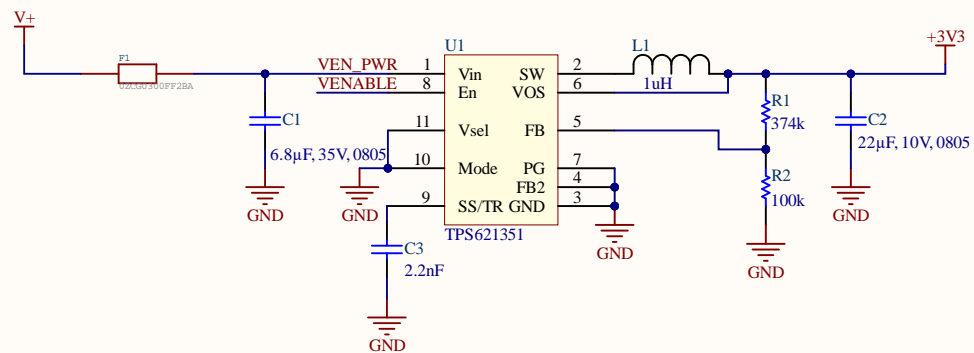 V+
+3V3
F1
0ZCG0300FF2BA
U1
L1
1uH
VEN_PWR
VENABLE
1
8
11
10
9
Vin
En
Vsel
Mode
SS/TR
SW
VOS
FB
PG
FB2
GND
2
6
5
7
4
3
TPS621351
C1
6.8µF, 35V, 0805
GND
GND
C3
2.2nF
GND
GND
R1
374k
R2
100k
GND
C2
22µF, 10V, 0805
GND